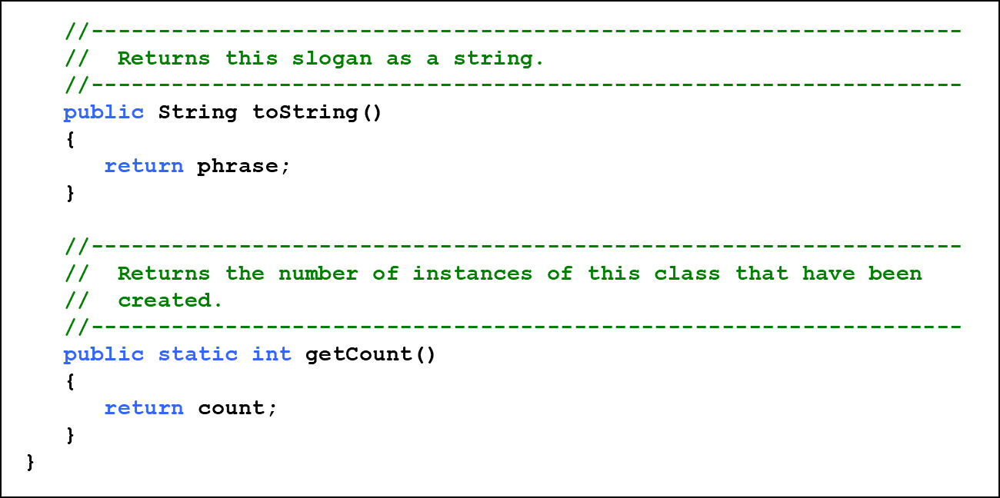 //-----------------------------------------------------------------
//  Returns this slogan as a string.
//-----------------------------------------------------------------
public String toString()
{
   return phrase;
}
//-----------------------------------------------------------------
//  Returns the number of instances of this class that have been
//  created.
//-----------------------------------------------------------------
public static int getCount()
{
   return count;
}
}